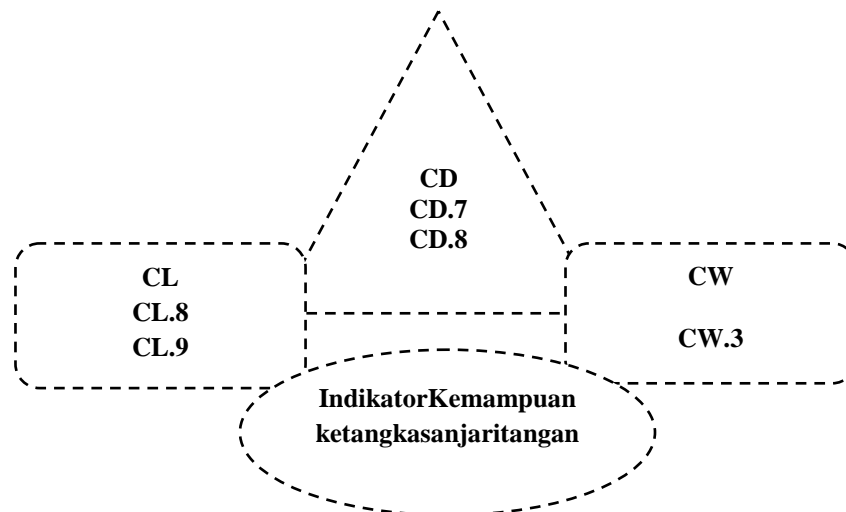 CD
CD.7
CD.8
CL
CL.8
CL.9
CW
CW.3
IndikatorKemampuan
ketangkasanjaritangan